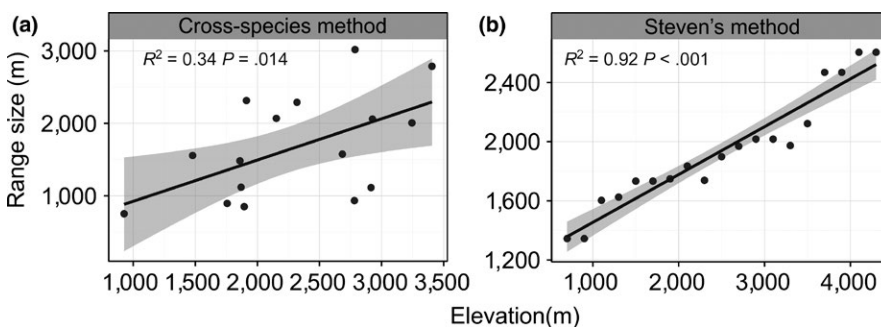 (a)
Cross-species method
R² = 0.34 P = .014
Range size (m)
3,000
2,000
1,000
1,000 1,500 2,000 2,500 3,000 3,500
(b)
Steven's method
R² = 0.92 P < .001
2,400
2,000
1,600
1,200
1,000 2,000 3,000 4,000
Elevation(m)